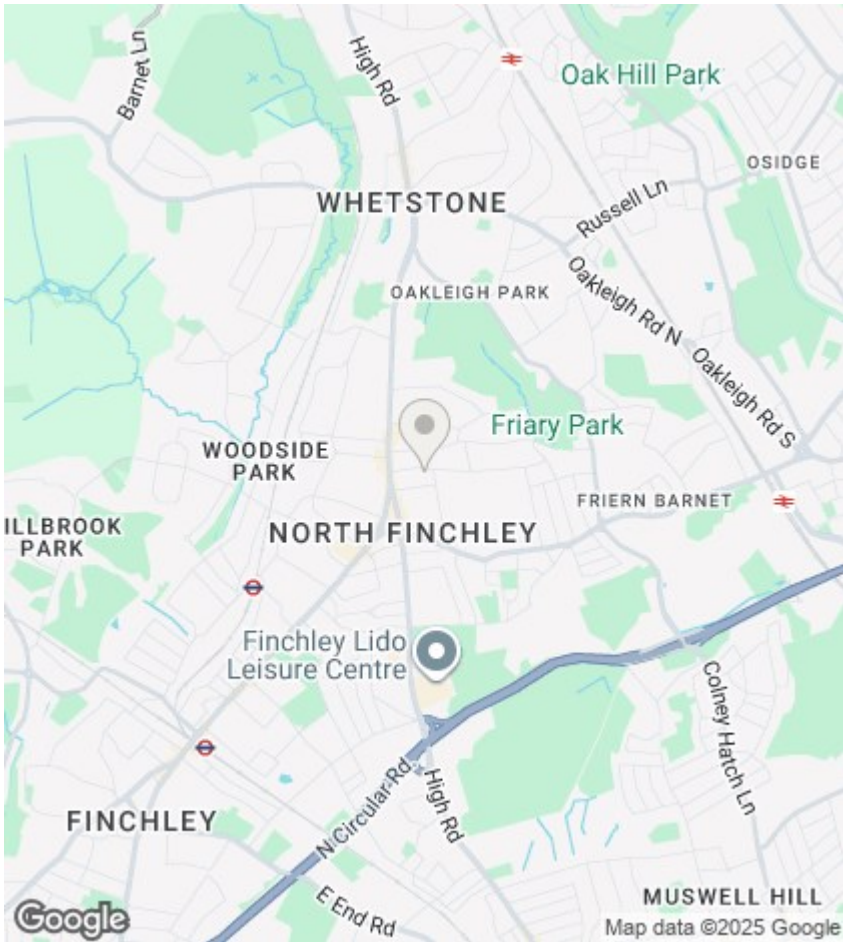 High Rd
Barnet Ln
Oak Hill Park
OSIDGE
WHETSTONE
Russell Ln
OAKLEIGH PARK
Oakleigh Rd N
Oakleigh Rd S
Friary Park
WOODSIDE
PARK
FRIERN BARNET
ILLBROOK
PARK
NORTH FINCHLEY
Finchley Lido
Leisure Centre
Colney Hatch Ln
N Circular Rd
High Rd
FINCHLEY
E End Rd
MUSWELL HILL
Google
Map data ©2025 Google